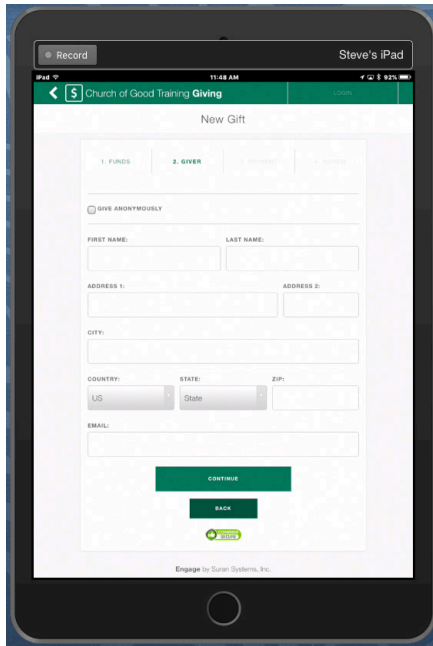 Record
Steve's iPad
iPad
11:48 AM
92%
$ Church of Good Training Giving
LOGIN
New Gift
1. FUNDS
2. GIVER
GIVE ANONYMOUSLY
FIRST NAME:
LAST NAME:
ADDRESS 1:
ADDRESS 2:
CITY:
COUNTRY:
STATE:
ZIP:
US
State
EMAIL:
CONTINUE
BACK
SECURE
Engage by Suran Systems, Inc.